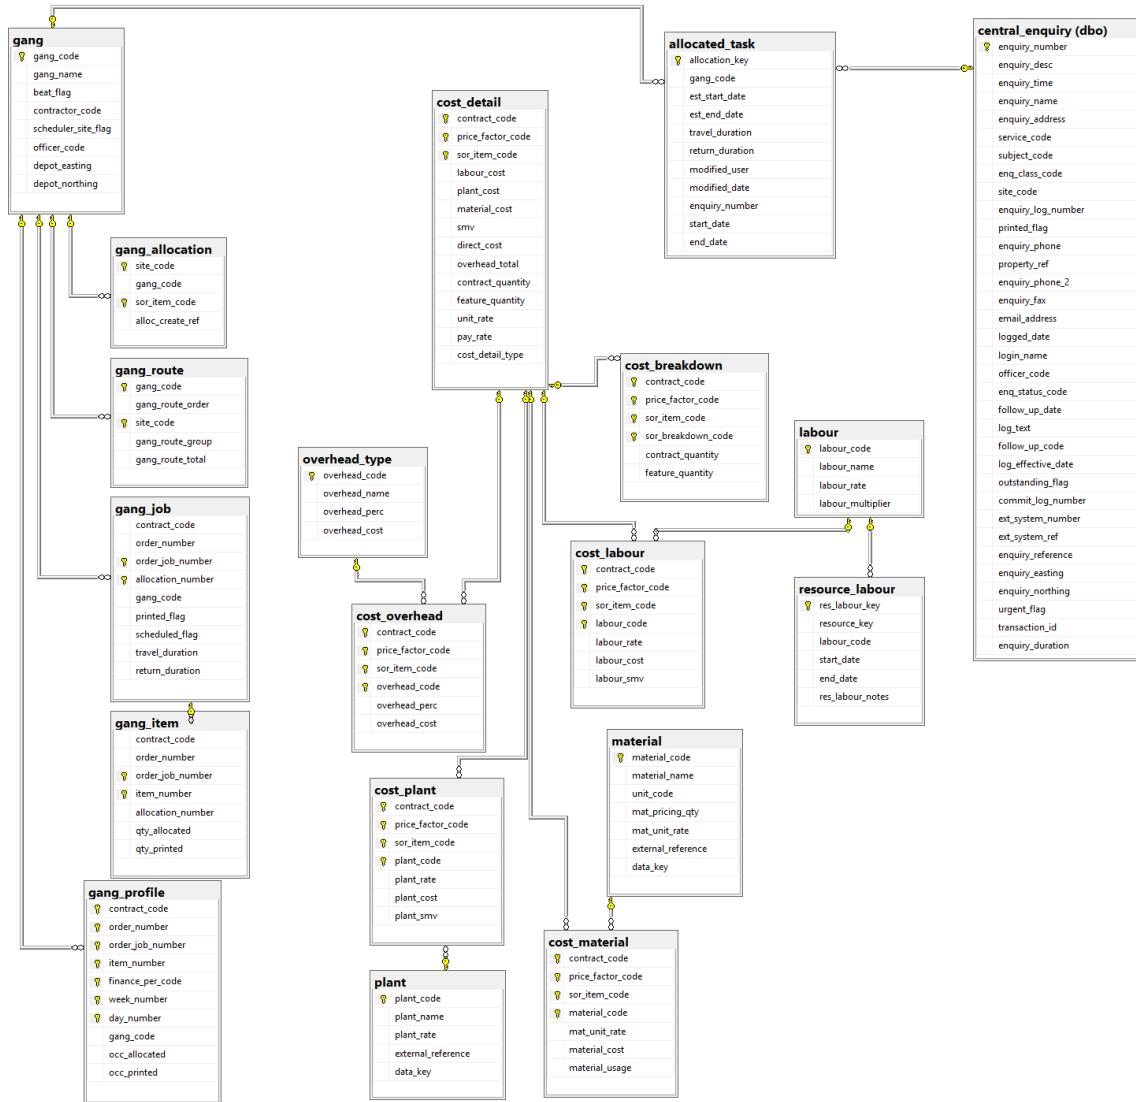 gang
gang_code
gang_name
beat_flag
contractor_code
scheduler_site_flag
officer_code
depot_easting
depot_northing
gang_allocation
site_code
gang_code
sor_item_code
alloc_create_ref
gang_route
gang_code
gang_route_order
site_code
gang_route_group
gang_route_total
gang_job
contract_code
order_number
order_job_number
allocation_number
gang_code
printed_flag
scheduled_flag
travel_duration
return_duration
gang_item
contract_code
order_number
order_job_number
item_number
allocation_number
qty_allocated
qty_printed
gang_profile
contract_code
order_number
order_job_number
item_number
finance_per_code
week_number
day_number
gang_code
occ_allocated
occ_printed
overhead_type
overhead_code
overhead_name
overhead_perc
overhead_cost
cost_overhead
contract_code
price_factor_code
sor_item_code
overhead_code
overhead_perc
overhead_cost
cost_plant
contract_code
price_factor_code
sor_item_code
plant_code
plant_rate
plant_cost
plant_smv
plant
plant_code
plant_name
plant_rate
external_reference
data_key
cost_detail
contract_code
price_factor_code
sor_item_code
labour_cost
plant_cost
material_cost
smv
direct_cost
overhead_total
contract_quantity
feature_quantity
unit_rate
pay_rate
cost_detail_type
cost_breakdown
contract_code
price_factor_code
sor_item_code
sor_breakdown_code
contract_quantity
feature_quantity
cost_labour
contract_code
price_factor_code
sor_item_code
labour_code
labour_rate
labour_cost
labour_smv
material
material_code
material_name
unit_code
mat_pricing_qty
mat_unit_rate
external_reference
data_key
cost_material
contract_code
price_factor_code
sor_item_code
material_code
mat_unit_rate
material_cost
material_usage
allocated_task
allocation_key
gang_code
est_start_date
est_end_date
travel_duration
return_duration
modified_user
modified_date
enquiry_number
start_date
end_date
labour
labour_code
labour_name
labour_rate
labour_multiplier
resource_labour
res_labour_key
resource_key
labour_code
start_date
end_date
res_labour_notes
central_enquiry (dbo)
enquiry_number
enquiry_desc
enquiry_time
enquiry_name
enquiry_address
service_code
subject_code
enq_class_code
site_code
enquiry_log_number
printed_flag
enquiry_phone
property_ref
enquiry_phone_2
enquiry_fax
email_address
logged_date
login_name
officer_code
enq_status_code
follow_up_date
log_text
follow_up_code
log_effective_date
outstanding_flag
commit_log_number
ext_system_number
ext_system_ref
enquiry_reference
enquiry_easting
enquiry_northing
urgent_flag
transaction_id
enquiry_duration